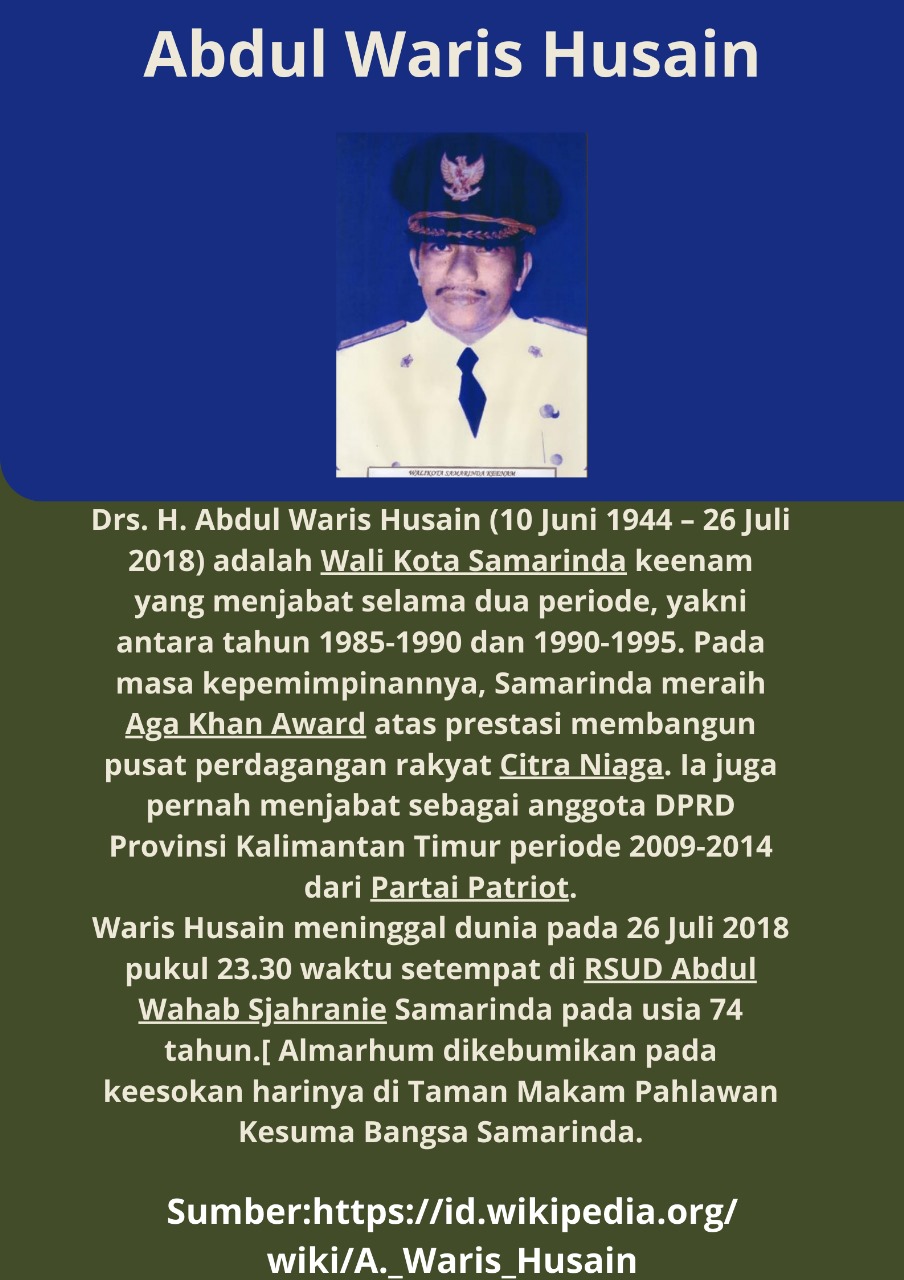 Abdul Waris Husain
WALIKOTA SAMARINDA KEENAM
Drs. H. Abdul Waris Husain (10 Juni 1944 – 26 Juli
2018) adalah Wali Kota Samarinda keenam
yang menjabat selama dua periode, yakni
antara tahun 1985-1990 dan 1990-1995. Pada
masa kepemimpinannya, Samarinda meraih
Aga Khan Award atas prestasi membangun
pusat perdagangan rakyat Citra Niaga. Ia juga
pernah menjabat sebagai anggota DPRD
Provinsi Kalimantan Timur periode 2009-2014
dari Partai Patriot.
Waris Husain meninggal dunia pada 26 Juli 2018
pukul 23.30 waktu setempat di RSUD Abdul
Wahab Sjahranie Samarinda pada usia 74
tahun.[ Almarhum dikebumikan pada
keesokan harinya di Taman Makam Pahlawan
Kesuma Bangsa Samarinda.
Sumber:https://id.wikipedia.org/
wiki/A._Waris_Husain